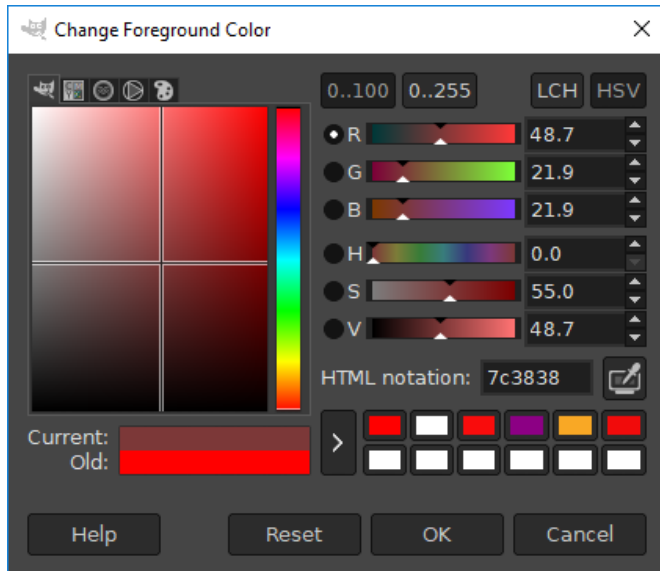 Change Foreground Color
0..100 0..255 LCH HSV
R 48.7
G 21.9
B 21.9
H 0.0
S 55.0
V 48.7
HTML notation: 7c3838
Current:
Old:
Help Reset OK Cancel